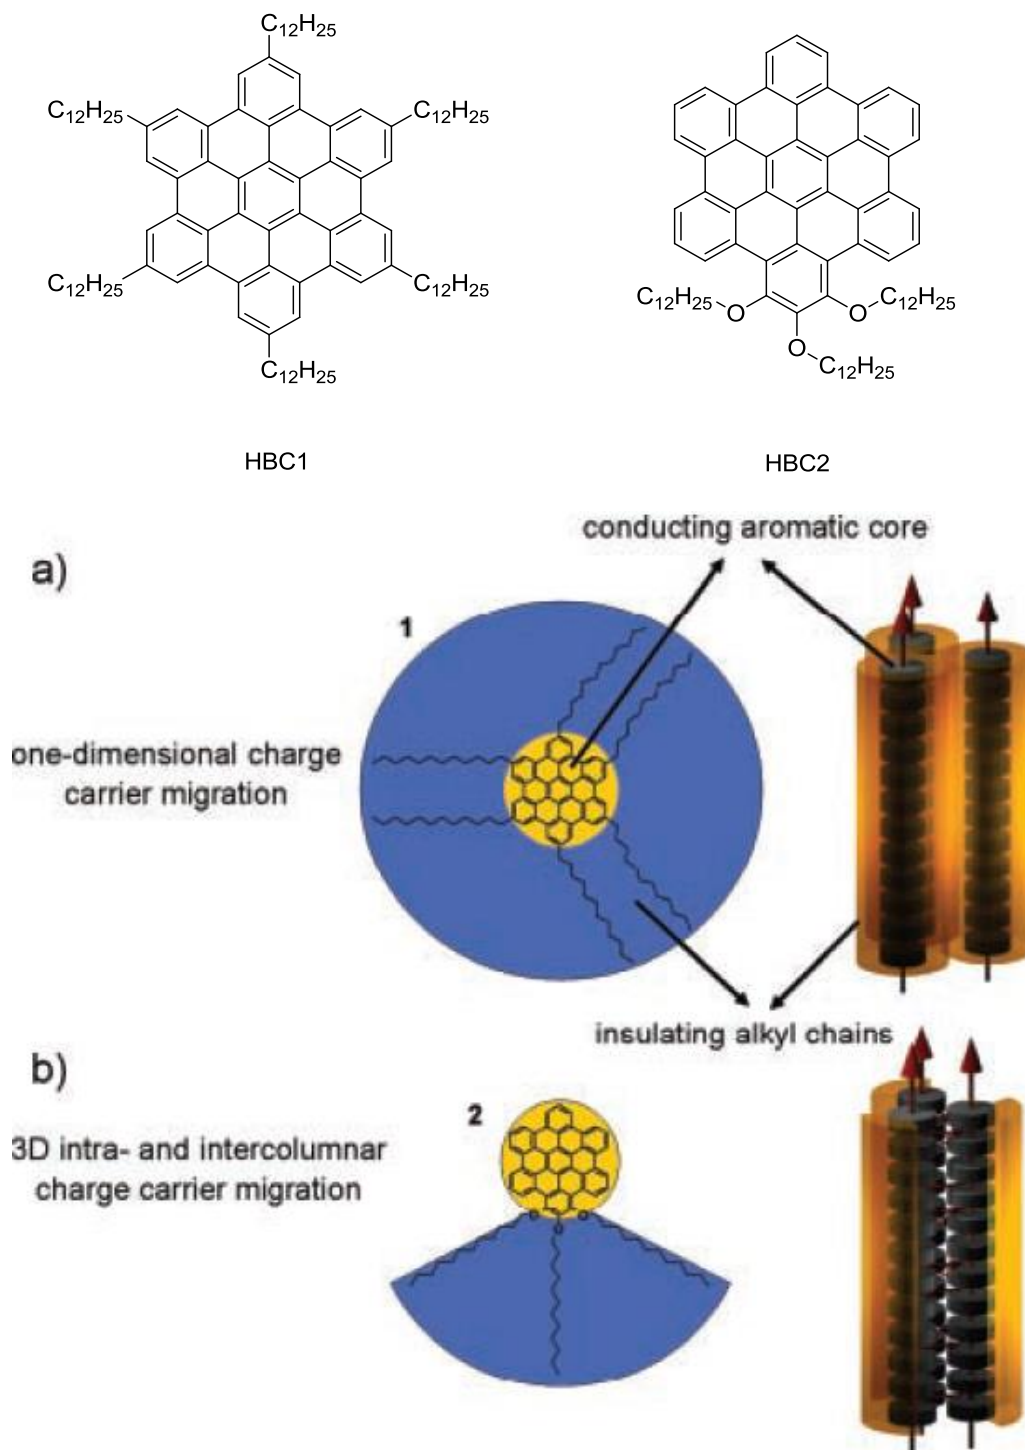 C12H25
C12H25
C12H25
C12H25
C12H25
C12H25
HBC1
C12H25
O
O
C12H25
O
C12H25
HBC2
conducting aromatic core
a)
1
one-dimensional charge
carrier migration
insulating alkyl chains
b)
2
3D intra- and intercolumnar
charge carrier migration
o
o
o